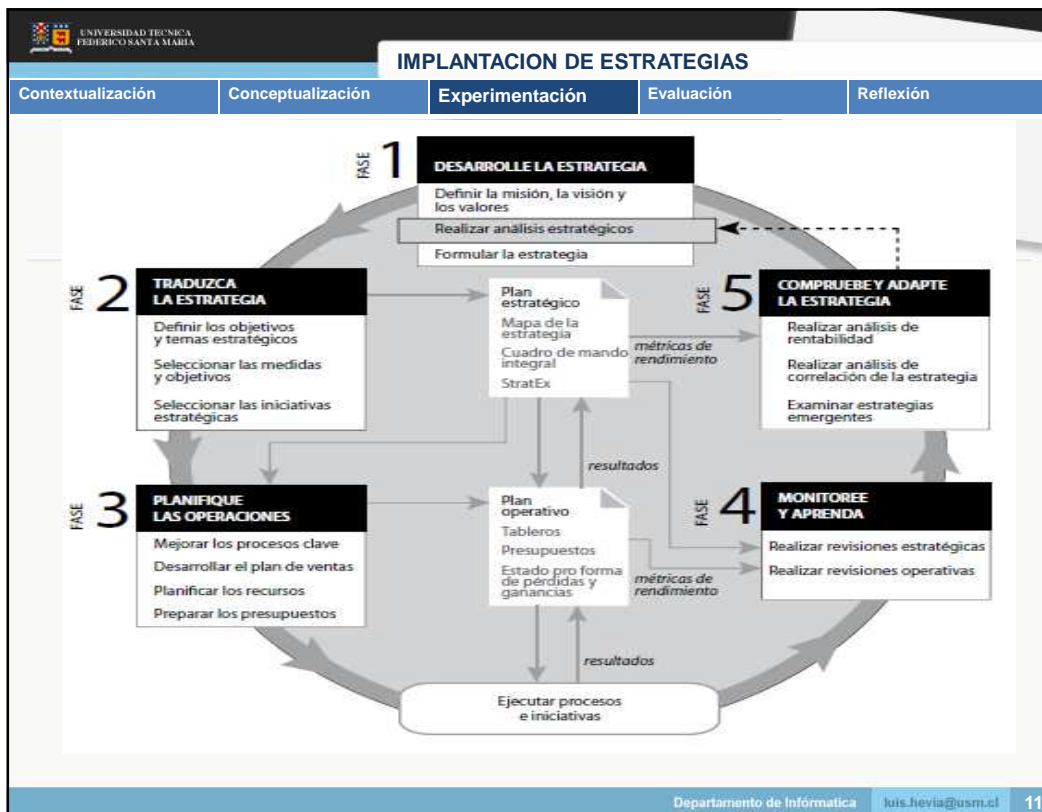 UNIVERSIDAD TECNICA
FEDERICO SANTA MARIA
IMPLANTACION DE ESTRATEGIAS
Contextualización
Conceptualización
Experimentación
Evaluación
Reflexión
FASE 1
DESARROLLE LA ESTRATEGIA
Definir la misión, la visión y
los valores
Realizar análisis estratégicos
Formular la estrategia
FASE 2
TRADUZCA
LA ESTRATEGIA
Definir los objetivos
y temas estratégicos
Seleccionar las medidas
y objetivos
Seleccionar las iniciativas
estratégicas
Plan
estratégico
Mapa de la
estrategia
Cuadro de mando
integral
StratEx
métricas de
rendimiento
FASE 5
COMPRUEBE Y ADAPTE
LA ESTRATEGIA
Realizar análisis de
rentabilidad
Realizar análisis de
correlación de la estrategia
Examinar estrategias
emergentes
resultados
FASE 3
PLANIFIQUE
LAS OPERACIONES
Mejorar los procesos clave
Desarrollar el plan de ventas
Planificar los recursos
Preparar los presupuestos
Plan
operativo
Tableros
Presupuestos
Estado pro forma
de pérdidas y
ganancias
métricas de
rendimiento
FASE 4
MONITOREE
Y APRENDA
Realizar revisiones estratégicas
Realizar revisiones operativas
resultados
Ejecutar procesos
e iniciativas
Departamento de Informática
luis.hevia@usm.cl
11